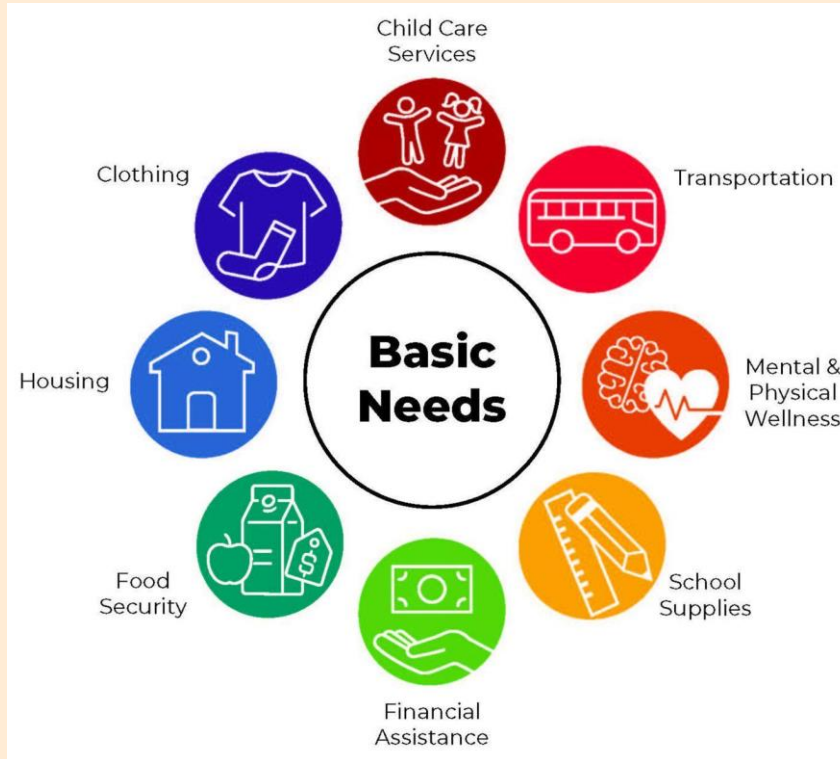 Child Care
Services
Transportation
Mental &
Physical
Wellness
School
Supplies
Financial
Assistance
Food
Security
Housing
Clothing
Basic
Needs